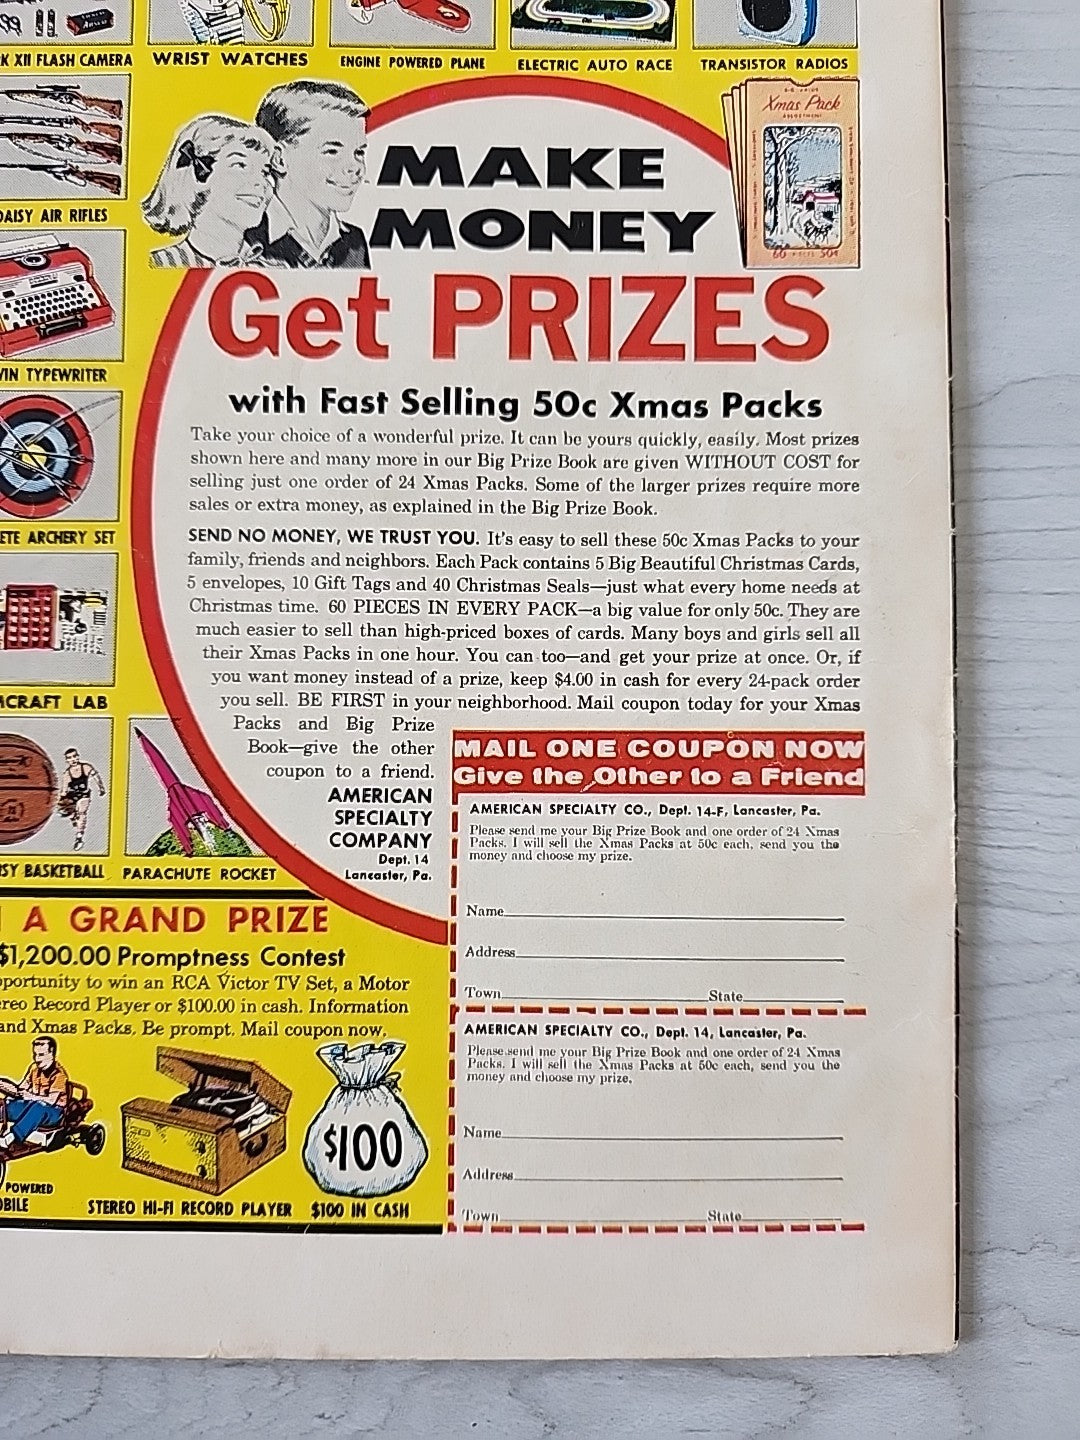 XII FLASH CAMERA
WRIST WATCHES
ENGINE POWERED PLANE
ELECTRIC AUTO RACE
TRANSISTOR RADIOS
Xmas Pack
ASSORTMENT
60
50¢
DAISY AIR RIFLES
TYPEWRITER
ARCHERY SET
LAB
BASKETBALL
PARACHUTE ROCKET
MAKE
MONEY
Get PRIZES
with Fast Selling 50c Xmas Packs
Take your choice of a wonderful prize. It can be yours quickly, easily. Most prizes
shown here and many more in our Big Prize Book are given WITHOUT COST for
selling just one order of 24 Xmas Packs. Some of the larger prizes require more
sales or extra money, as explained in the Big Prize Book.
SEND NO MONEY, WE TRUST YOU. It's easy to sell these 50c Xmas Packs to your
family, friends and neighbors. Each Pack contains 5 Big Beautiful Christmas Cards,
5 envelopes, 10 Gift Tags and 40 Christmas Seals—just what every home needs at
Christmas time. 60 PIECES IN EVERY PACK—a big value for only 50c. They are
much easier to sell than high-priced boxes of cards. Many boys and girls sell all
their Xmas Packs in one hour. You can too—and get your prize at once. Or, if
you want money instead of a prize, keep $4.00 in cash for every 24-pack order
you sell. BE FIRST in your neighborhood. Mail coupon today for your Xmas
Packs and Big Prize
Book—give the other
coupon to a friend.
AMERICAN
SPECIALTY
COMPANY
Dept. 14
Lancaster, Pa.
A GRAND PRIZE
$1,200.00 Promptness Contest
to win an RCA Victor TV Set, a Motor
Record Player or $100.00 in cash. Information
and Xmas Packs. Be prompt. Mail coupon now.
POWERED
STEREO HI-FI RECORD PLAYER
$100
$100 IN CASH
MAIL ONE COUPON NOW
Give the Other to a Friend
AMERICAN SPECIALTY CO., Dept. 14-F, Lancaster, Pa.
Please send me your Big Prize Book and one order of 24 Xmas
Packs. I will sell the Xmas Packs at 50c each, send you the
money and choose my prize.
Name
Address
Town State
AMERICAN SPECIALTY CO., Dept. 14, Lancaster, Pa.
Please send me your Big Prize Book and one order of 24 Xmas
Packs. I will sell the Xmas Packs at 50c each, send you the
money and choose my prize.
Name
Address
Town State